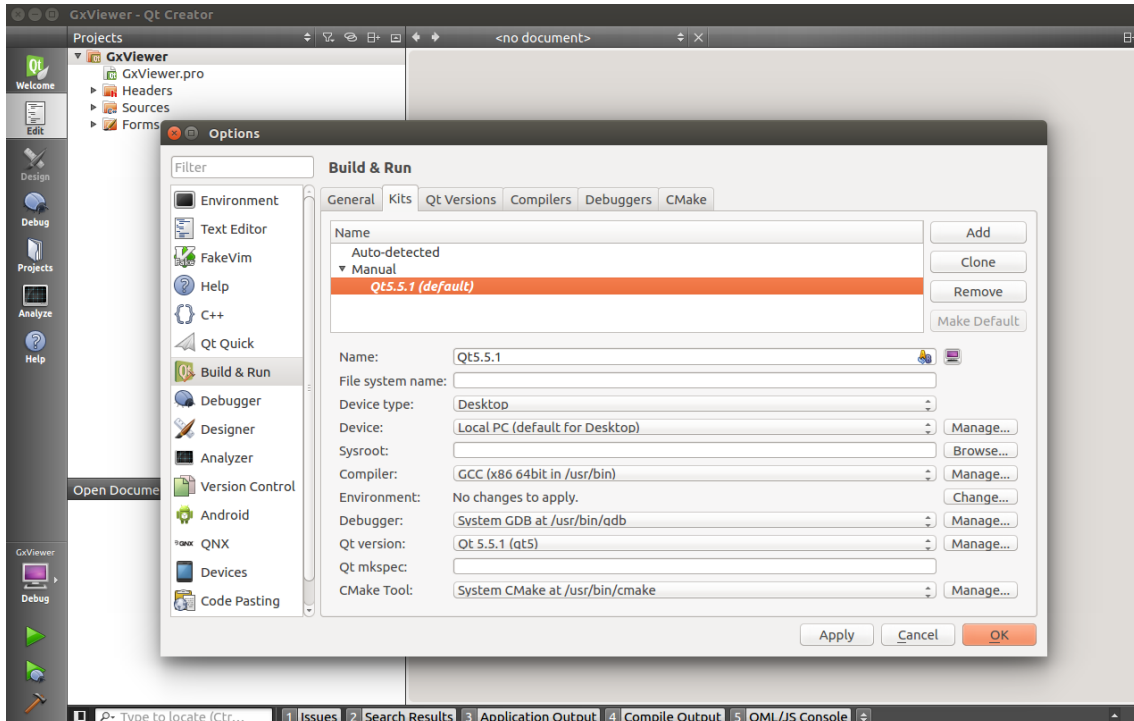 GxViewer - Qt Creator
Projects
<no document>
GxViewer
GxViewer.pro
Headers
Sources
Forms
Welcome
Edit
Design
Debug
Projects
Analyze
Help
Open Docume
GxViewer
Debug
Options
Filter
Environment
Text Editor
FakeVim
Help
C++
Qt Quick
Build & Run
Debugger
Designer
Analyzer
Version Control
Android
QNX
Devices
Code Pasting
Build & Run
General Kits Qt Versions Compilers Debuggers CMake
Name
Auto-detected
Manual
Qt5.5.1 (default)
Add
Clone
Remove
Make Default
Name: Qt5.5.1
File system name:
Device type: Desktop
Device: Local PC (default for Desktop) Manage...
Sysroot: Browse...
Compiler: GCC (x86 64bit in /usr/bin) Manage...
Environment: No changes to apply. Change...
Debugger: System GDB at /usr/bin/gdb Manage...
Qt version: Qt 5.5.1 (qt5) Manage...
Qt mkspec:
CMake Tool: System CMake at /usr/bin/cmake Manage...
Apply Cancel OK
Type to locate (Ctr... 1 Issues 2 Search Results 3 Application Output 4 Compile Output 5 QML/JS Console